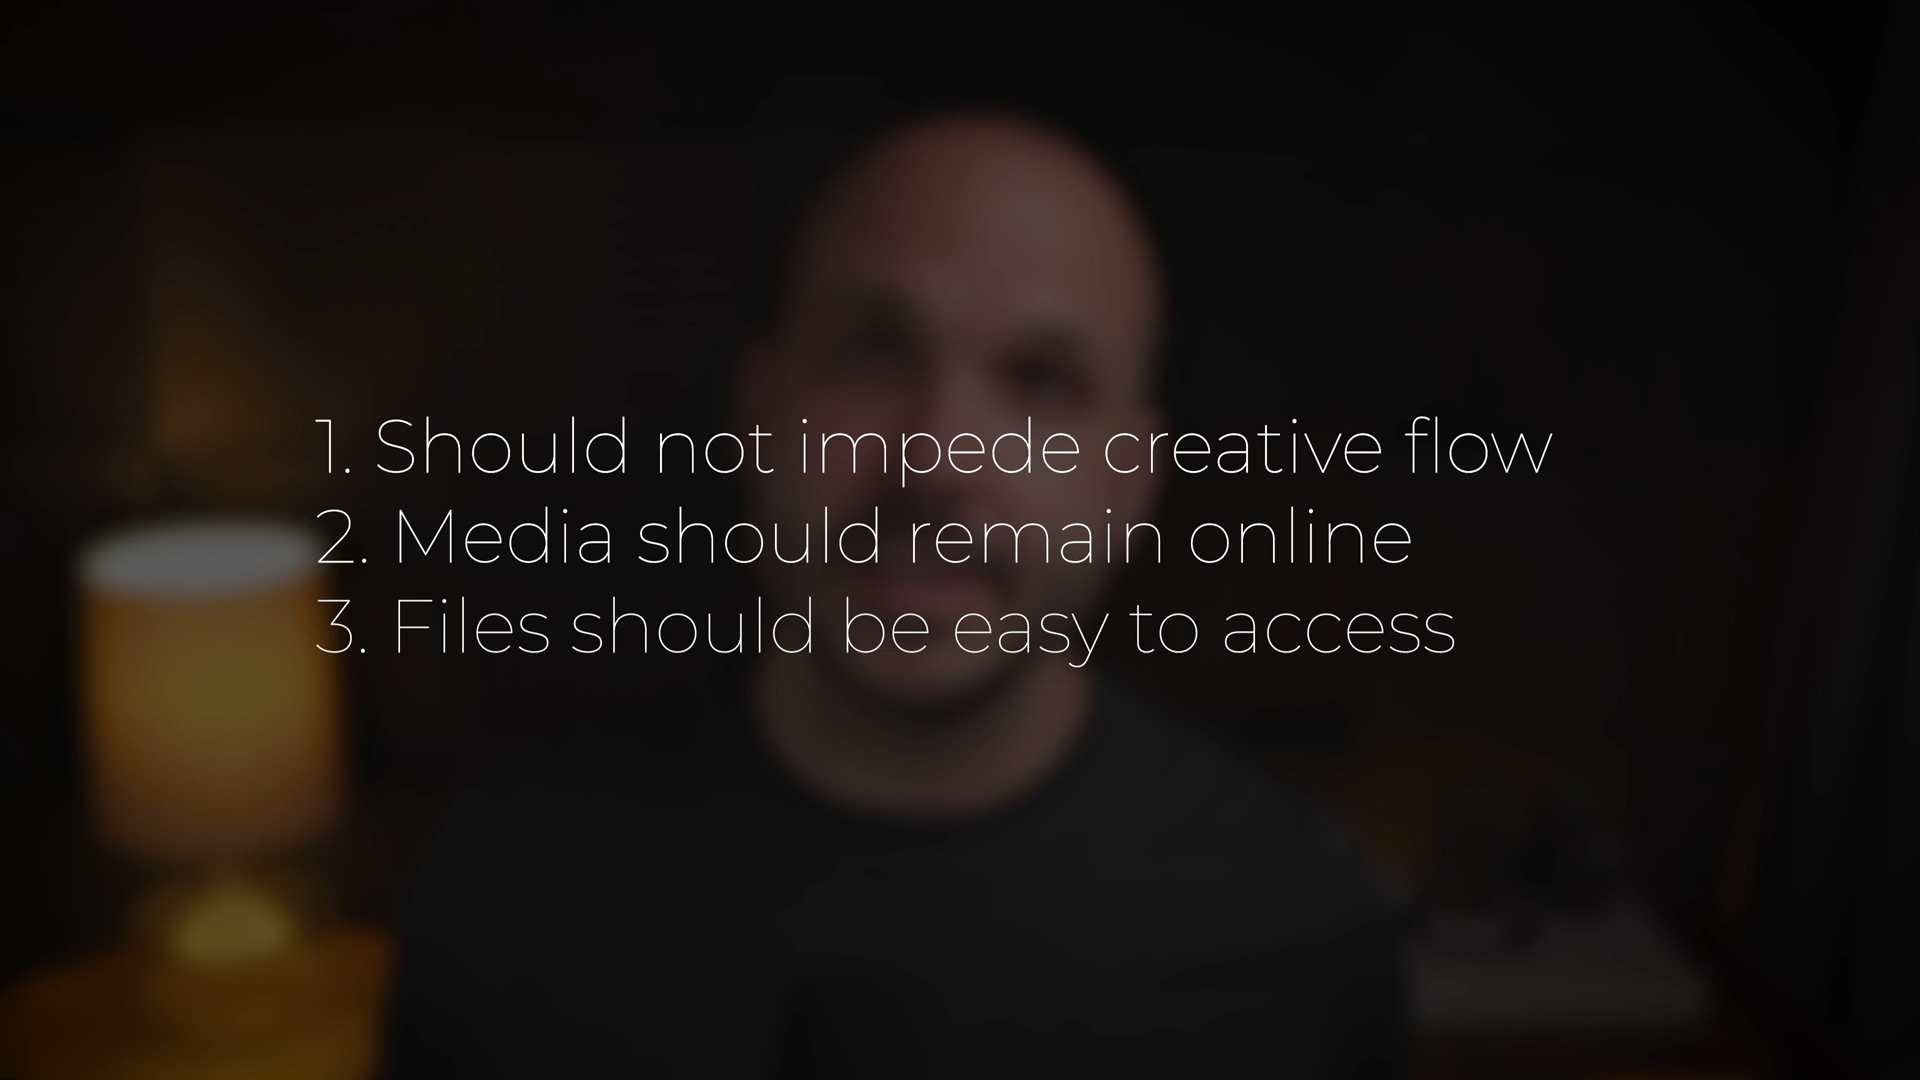 1. Should not impede creative flow
2. Media should remain online
3. Files should be easy to access